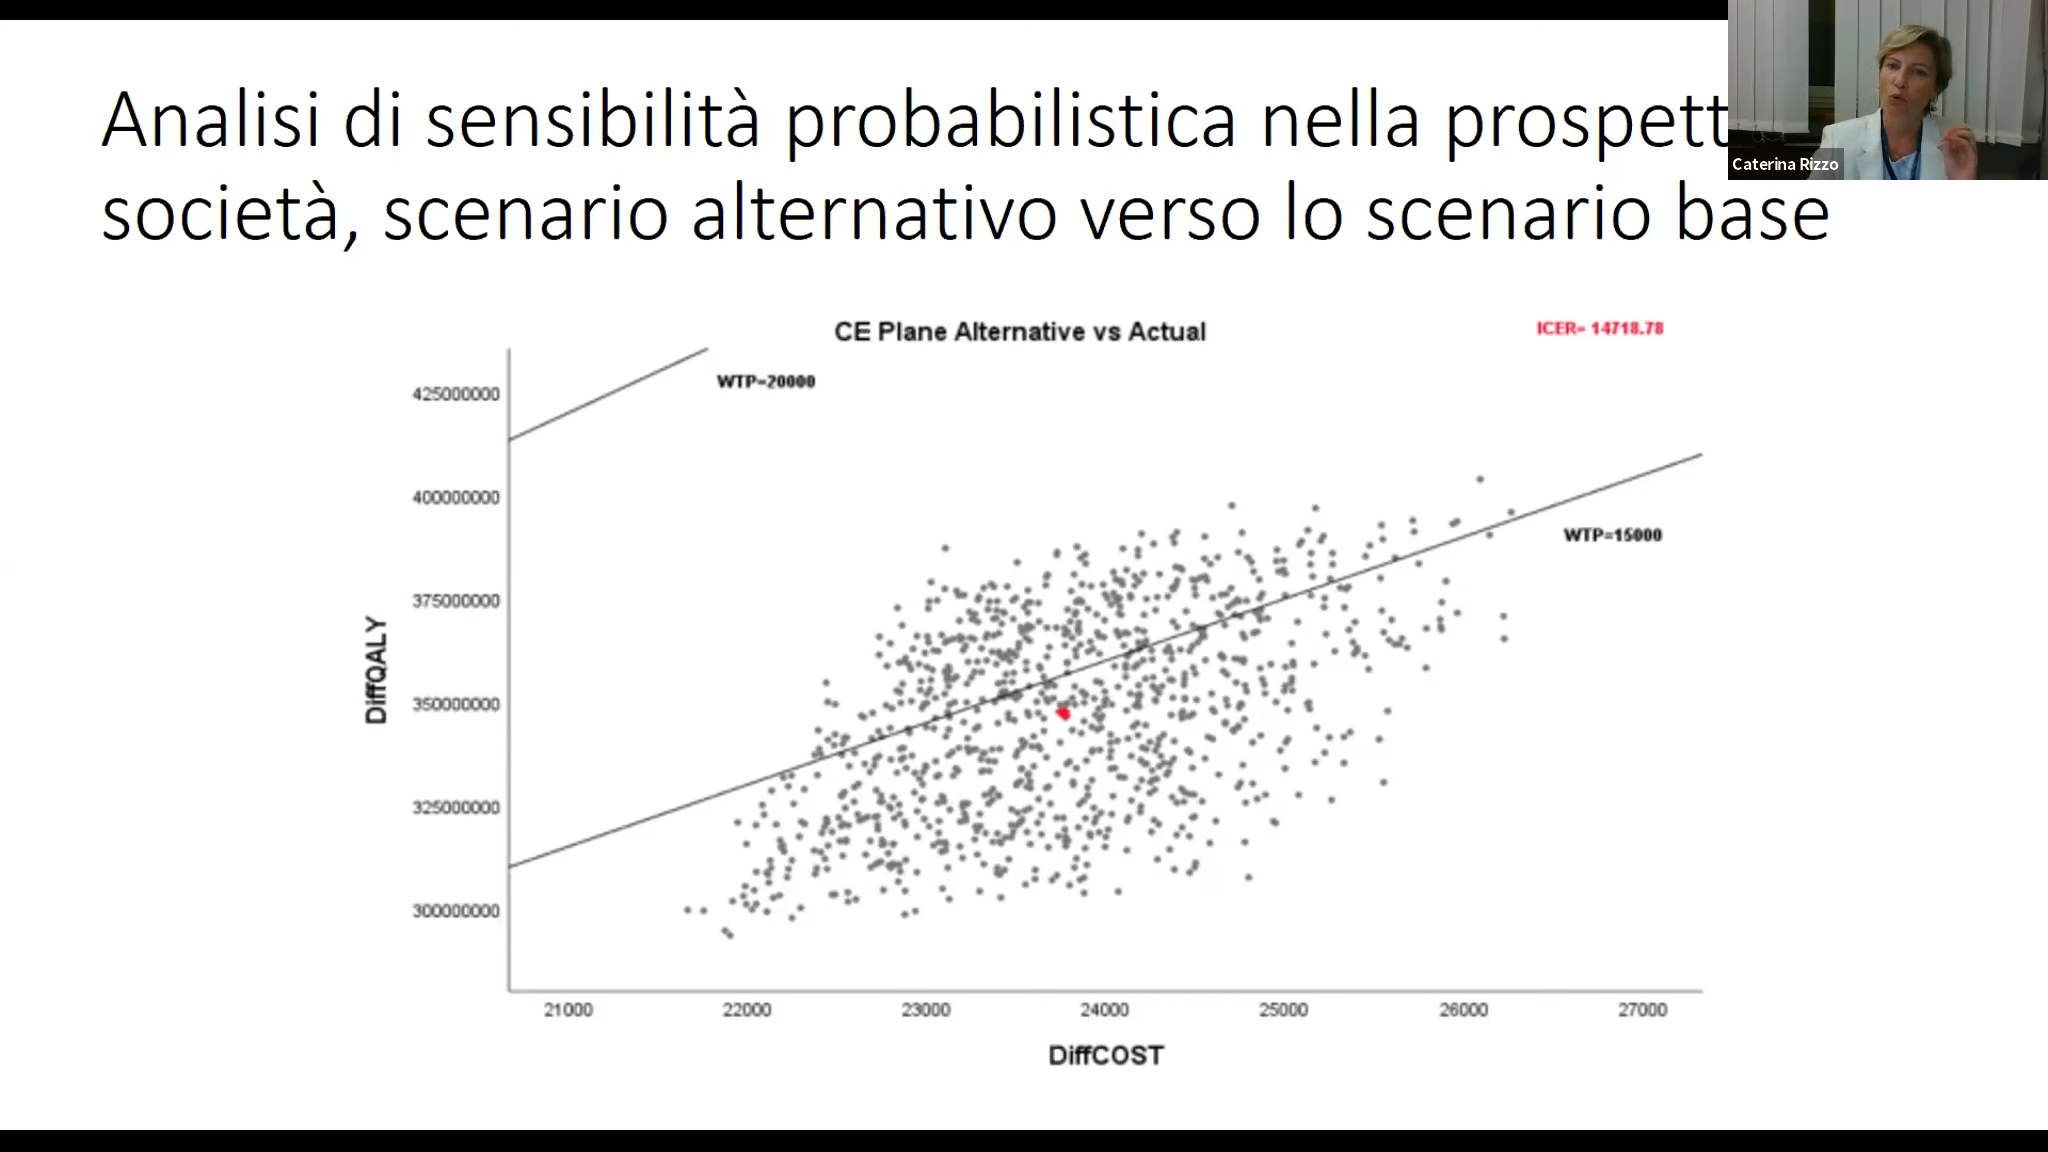 Analisi di sensibilità probabilistica nella prospett
società, scenario alternativo verso lo scenario base
Caterina Rizzo
CE Plane Alternative vs Actual
ICER= 14718.78
WTP=20000
WTP=15000
DiffQALY
425000000
400000000
375000000
350000000
325000000
300000000
21000 22000 23000 24000 25000 26000 27000
DiffCOST